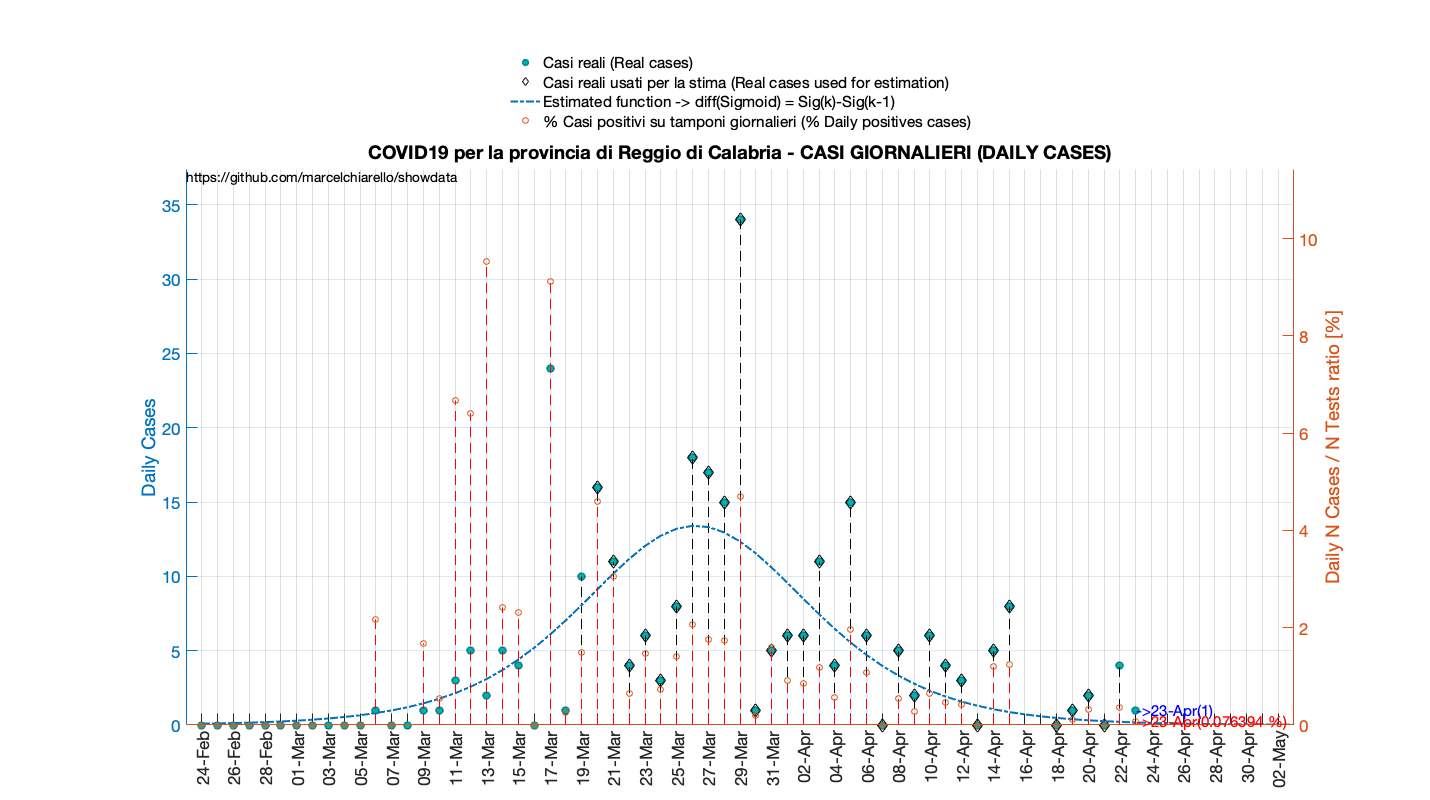 Casi reali (Real cases)
Casi reali usati per la stima (Real cases used for estimation)
Estimated function -> diff(Sigmoid) = Sig(k)-Sig(k-1)
% Casi positivi su tamponi giornalieri (% Daily positives cases)
COVID19 per la provincia di Reggio di Calabria - CASI GIORNALIERI (DAILY CASES)
https://github.com/marcelchiarello/showdata
Daily Cases
35
30
25
20
15
10
5
0
10
8
6
4
2
0
Daily N Cases / N Tests ratio [%]
->23-Apr(1)
->23-Apr(0.076394 %)
24-Feb
26-Feb
28-Feb
01-Mar
03-Mar
05-Mar
07-Mar
09-Mar
11-Mar
13-Mar
15-Mar
17-Mar
19-Mar
21-Mar
23-Mar
25-Mar
27-Mar
29-Mar
31-Mar
02-Apr
04-Apr
06-Apr
08-Apr
10-Apr
12-Apr
14-Apr
16-Apr
18-Apr
20-Apr
22-Apr
24-Apr
26-Apr
28-Apr
30-Apr
02-May